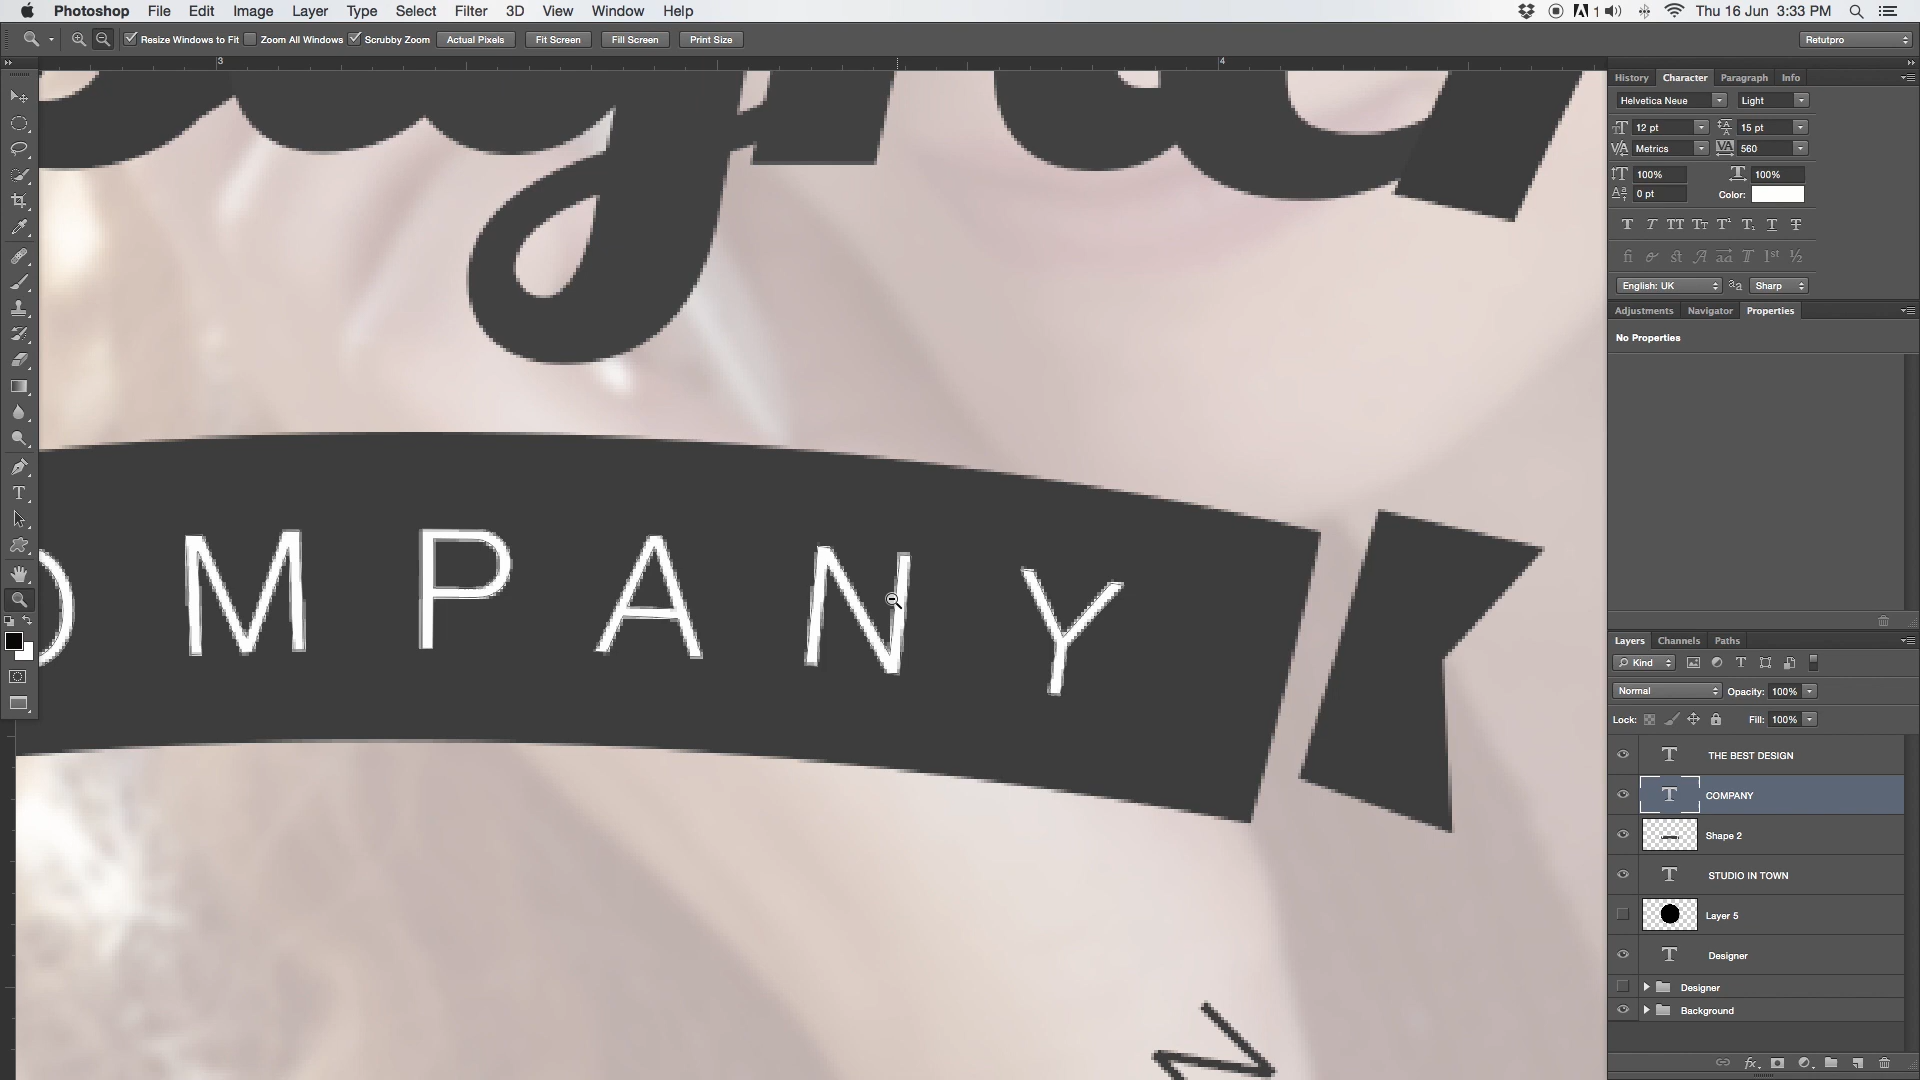 Photoshop File Edit Image Layer Type Select Filter 3D View Window Help 1 Thu 16 Jun 3:33 PM
Resize Windows to Fit Zoom All Windows Scrubby Zoom Actual Pixels Fit Screen Fill Screen Print Size Retutpro
3 4
History Character Paragraph Info
Helvetica Neue Light
12 pt 15 pt
Metrics 560
100% 100%
0 pt Color:
English: UK Sharp
Adjustments Navigator Properties
No Properties
OMPANY
N
Layers Channels Paths
Kind
Normal Opacity: 100%
Lock: Fill: 100%
THE BEST DESIGN
COMPANY
Shape 2
STUDIO IN TOWN
Layer 5
Designer
Designer
Background